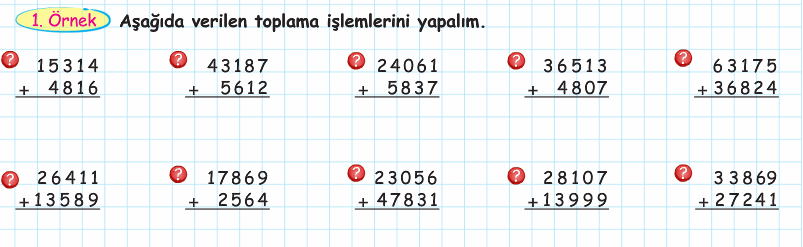 1. Örnek Aşağıda verilen toplama işlemlerini yapalım.
? 15314 ? 43187 ? 24061 ? 36513 ? 63175
+ 4816 + 5612 + 5837 + 4807 +36824
? 26411 ? 17869 ? 23056 ? 28107 ? 33869
+13589 + 2564 + 47831 +13999 + 27241